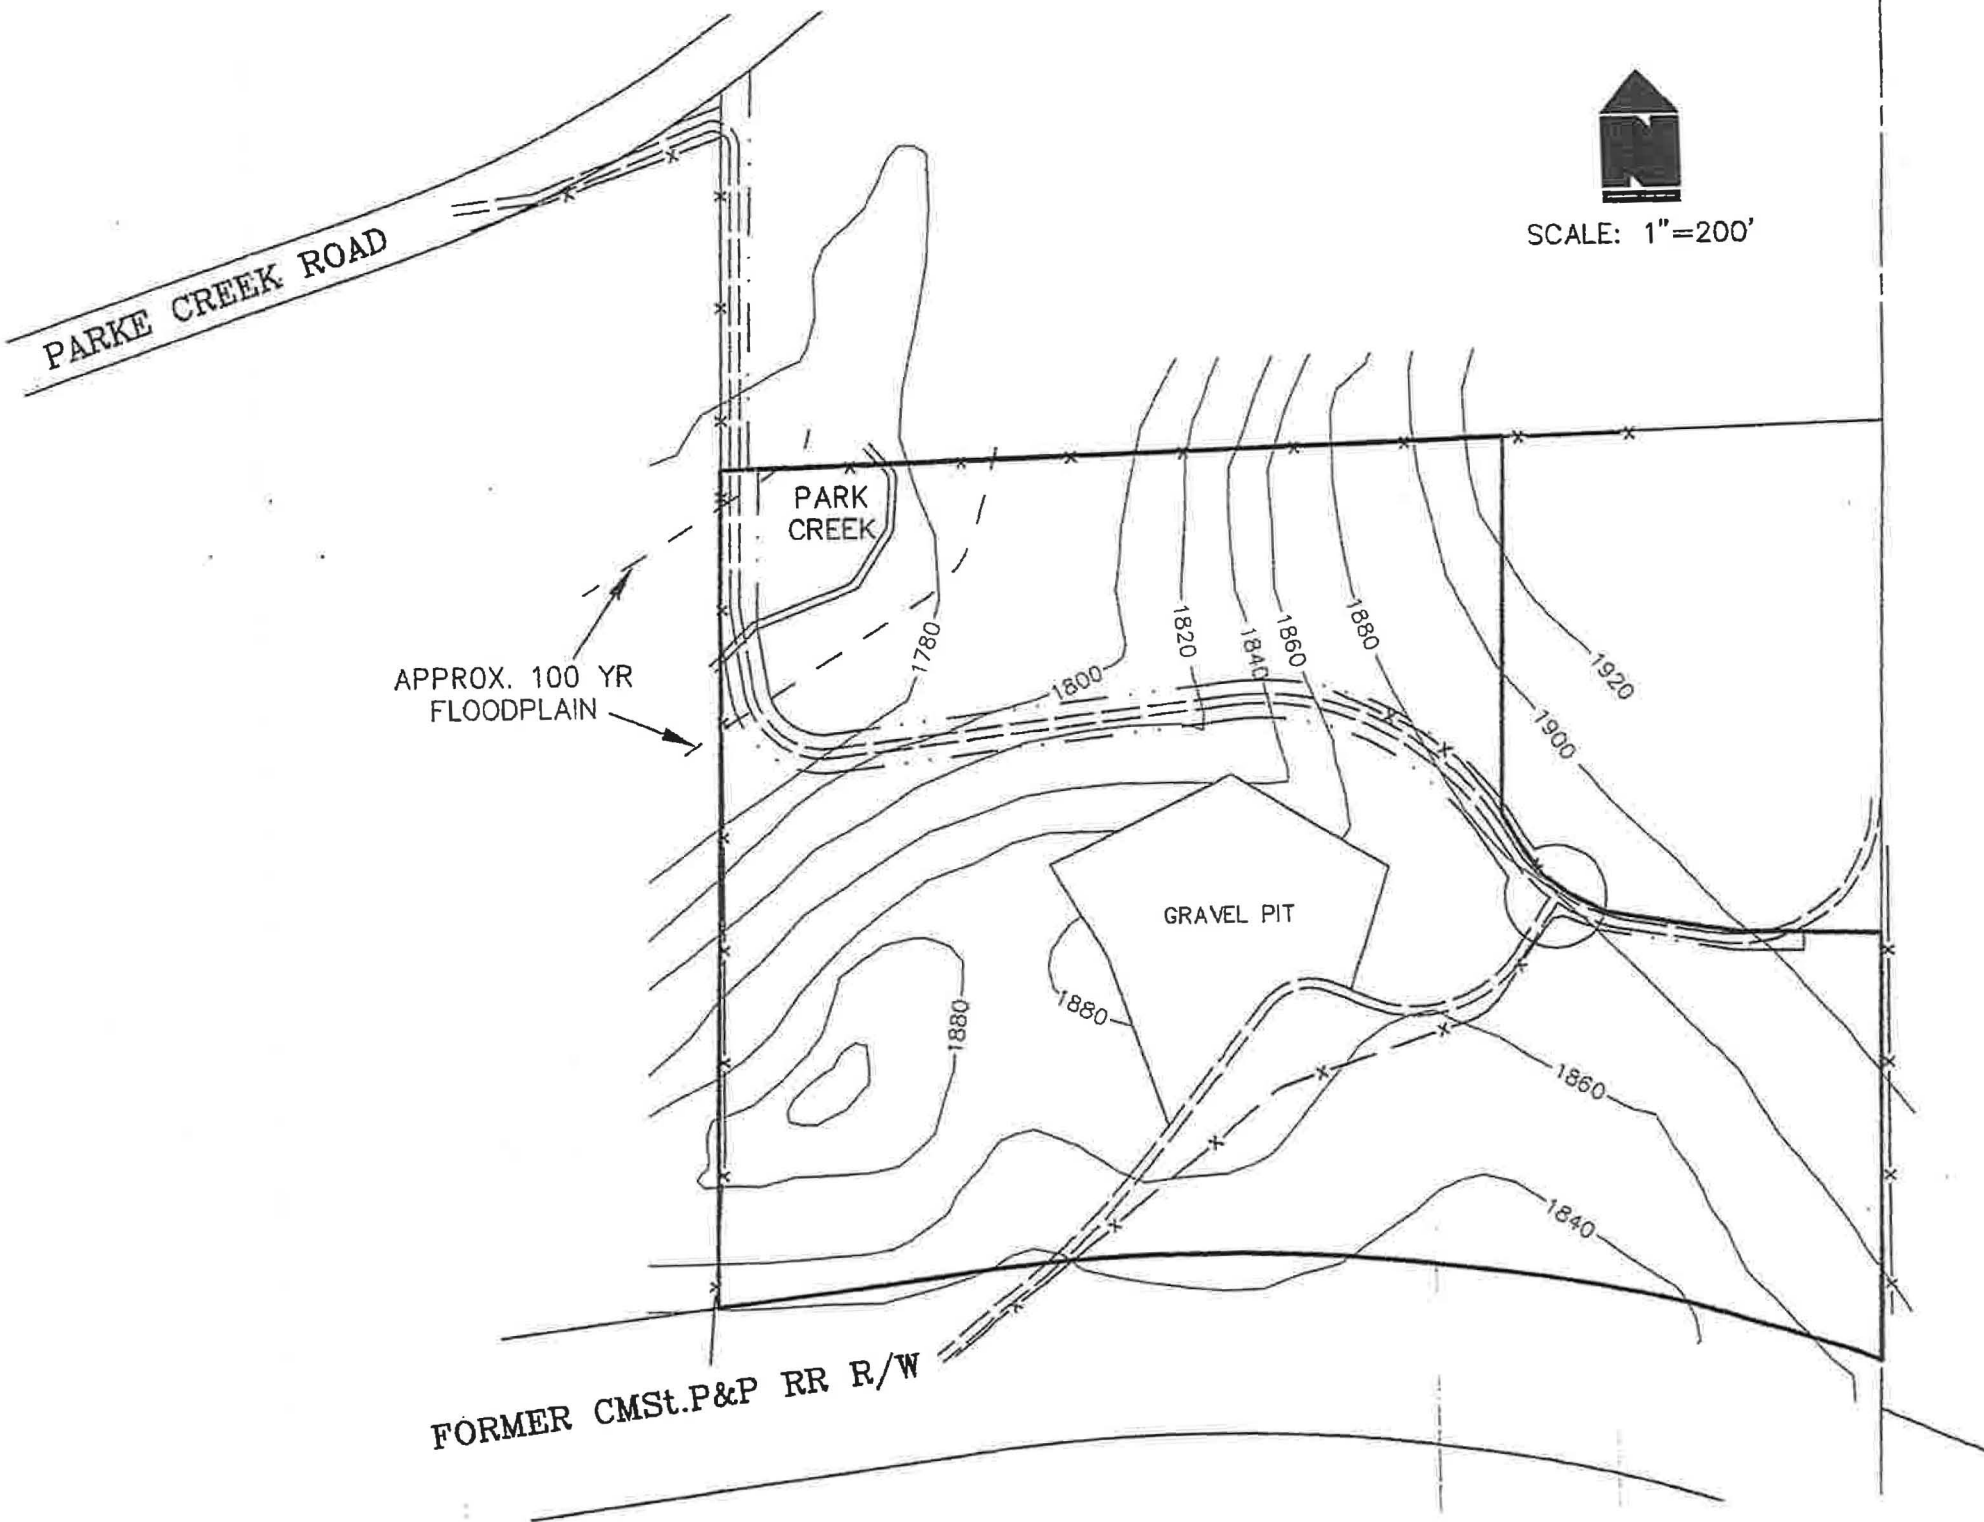 N
SCALE: 1"=200'
PARKE CREEK ROAD
PARK
CREEK
APPROX. 100 YR
FLOODPLAIN
1780
1800
1820
1840
1860
1880
1920
1900
GRAVEL PIT
1880
1880
1860
1840
FORMER CMSt.P&P RR R/W